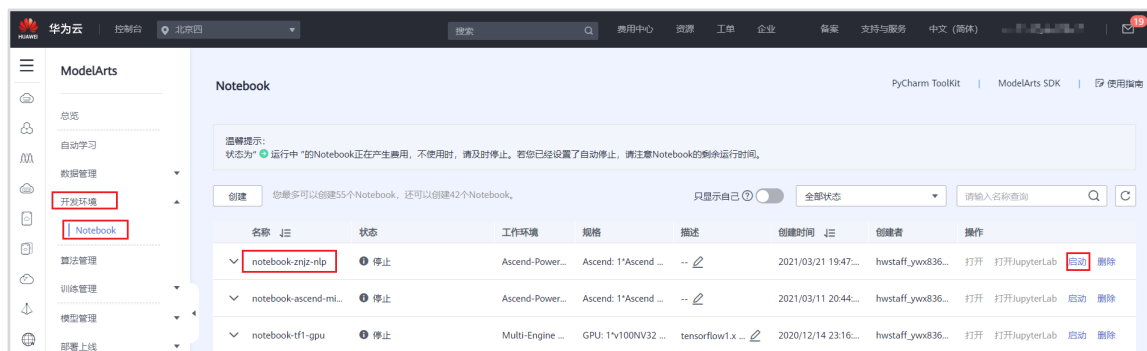 HUAWEI 华为云 控制台 北京四 搜索 费用中心 资源 工单 企业 备案 支持与服务 中文 (简体) 19
ModelArts
Notebook
PyCharm ToolKit | ModelArts SDK | 使用指南
总览
自动学习
数据管理
开发环境
Notebook
算法管理
训练管理
模型管理
部署上线
温馨提示:
状态为“ 运行中 ”的Notebook正在产生费用，不使用时，请及时停止。若您已经设置了自动停止，请注意Notebook的剩余运行时间。
创建 您最多可以创建55个Notebook，还可以创建42个Notebook。 只显示自己 全部状态 请输入名称查询
名称 状态 工作环境 规格 描述 创建时间 创建者 操作
notebook-znjz-nlp 停止 Ascend-Power... Ascend: 1*Ascend ... -- 2021/03/21 19:47:... hwstaff_ywx836... 打开 打开JupyterLab 启动 删除
notebook-ascend-mi... 停止 Ascend-Power... Ascend: 1*Ascend ... -- 2021/03/11 20:44:... hwstaff_ywx836... 打开 打开JupyterLab 启动 删除
notebook-tf1-gpu 停止 Multi-Engine ... GPU: 1*v100NV32 ... tensorflow1.x ... 2020/12/14 23:16:... hwstaff_ywx836... 打开 打开JupyterLab 启动 删除